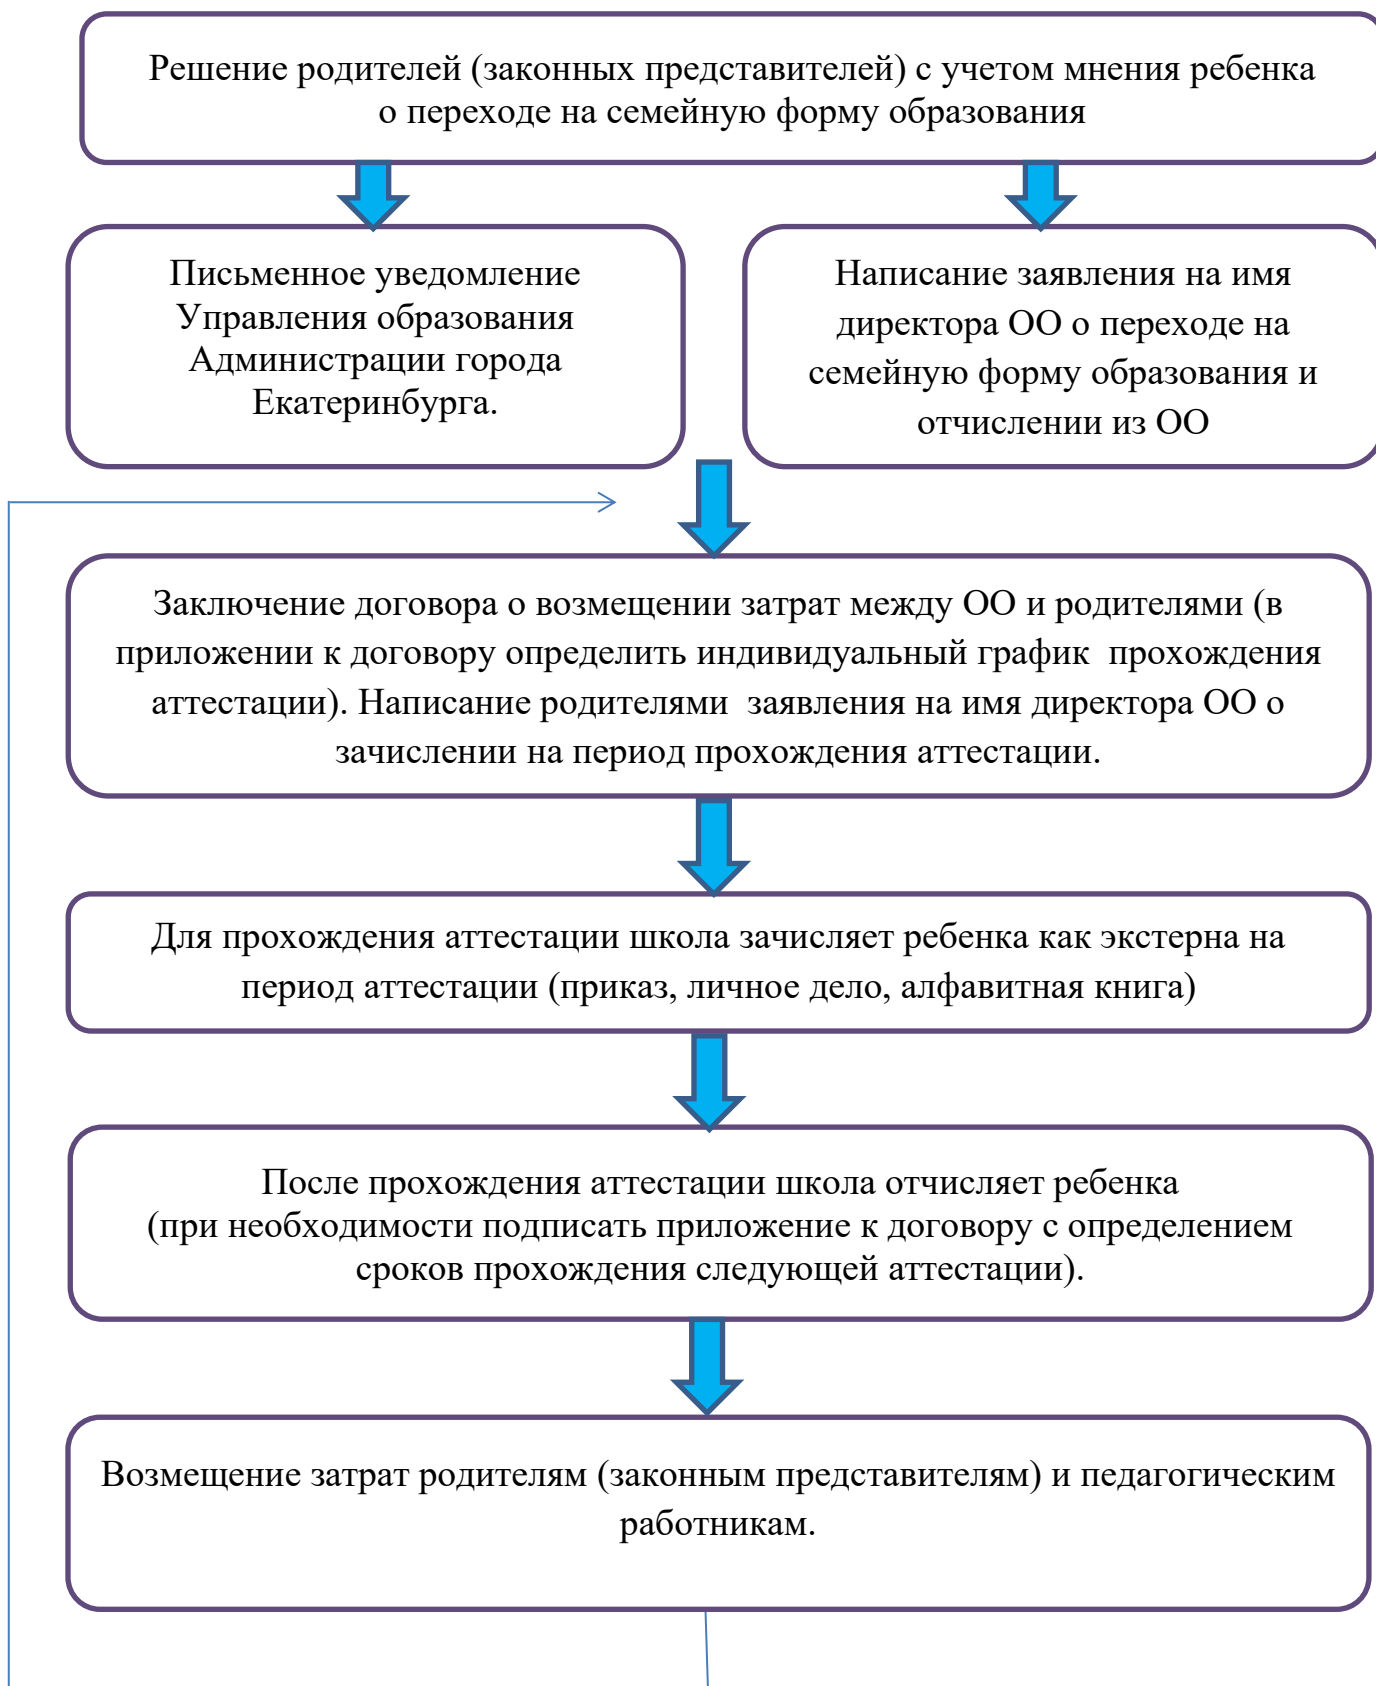 Решение родителей (законных представителей) с учетом мнения ребенка
о переходе на семейную форму образования
Письменное уведомление
Управления образования
Администрации города
Екатеринбурга.
Написание заявления на имя
директора ОО о переходе на
семейную форму образования и
отчислении из ОО
Заключение договора о возмещении затрат между ОО и родителями (в
приложении к договору определить индивидуальный график прохождения
аттестации). Написание родителями заявления на имя директора ОО о
зачислении на период прохождения аттестации.
Для прохождения аттестации школа зачисляет ребенка как экстерна на
период аттестации (приказ, личное дело, алфавитная книга)
После прохождения аттестации школа отчисляет ребенка
(при необходимости подписать приложение к договору с определением
сроков прохождения следующей аттестации).
Возмещение затрат родителям (законным представителям) и педагогическим
работникам.